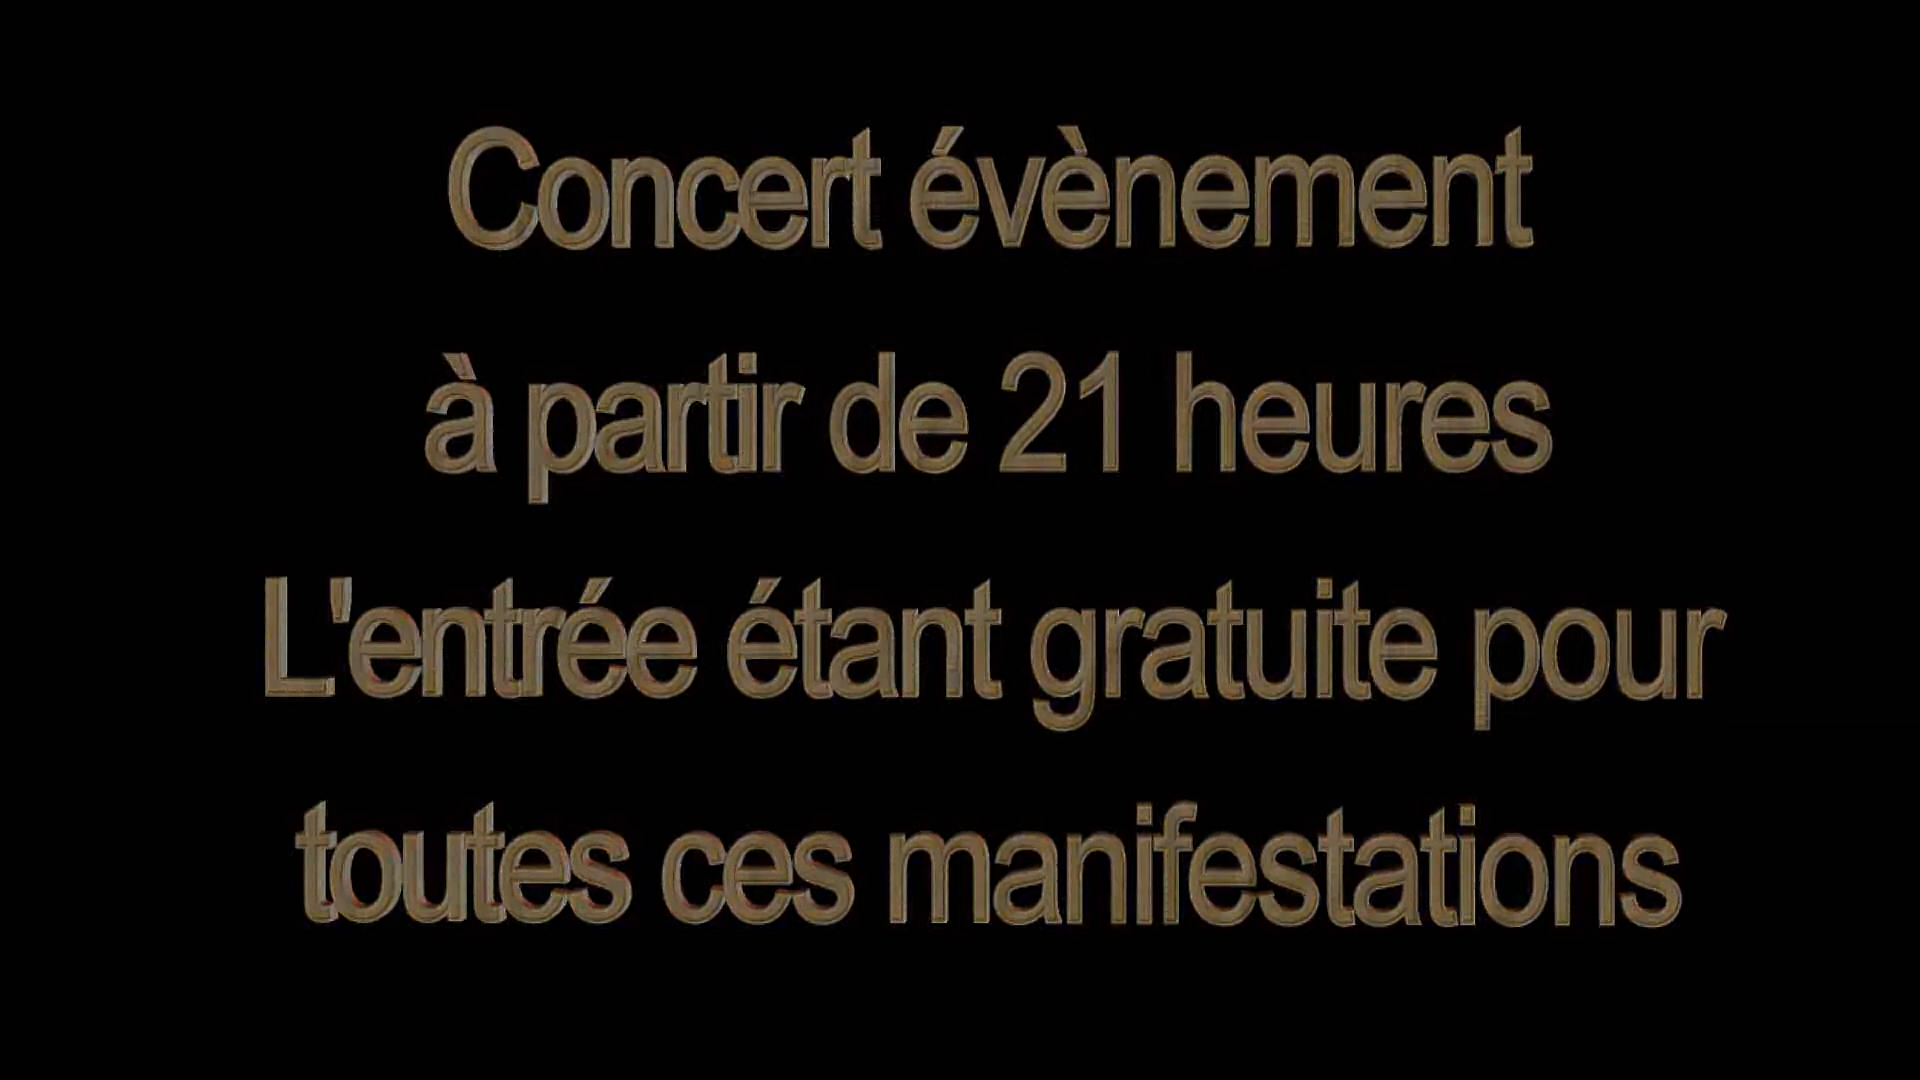 Concert évènement
à partir de 21 heures
L'entrée étant gratuite pour
toutes ces manifestations